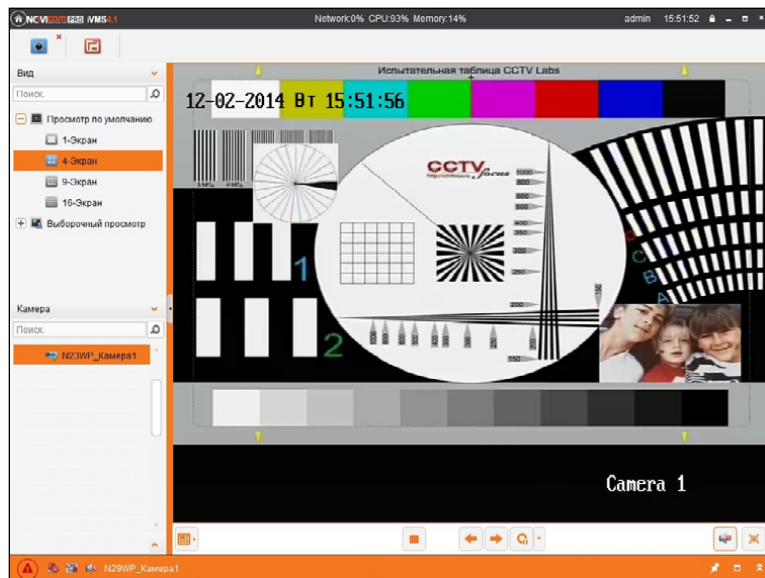 NOVICOM PRO iVMS4.1
Network:0% CPU:93% Memory:14%
admin 15:51:52
Вид
Поиск.
Просмотр по умолчанию
1-Экран
4-Экран
9-Экран
16-Экран
Выборочный просмотр
Камера
Поиск.
N23WP_Камера1
Испытательная таблица CCTV Labs
12-02-2014 Вт 15:51:56
CCTV focus
1
2
C
B
A
1000
800
600
500
400
350
300
250
200
150
150
200
Camera 1
N29WP_Камера1